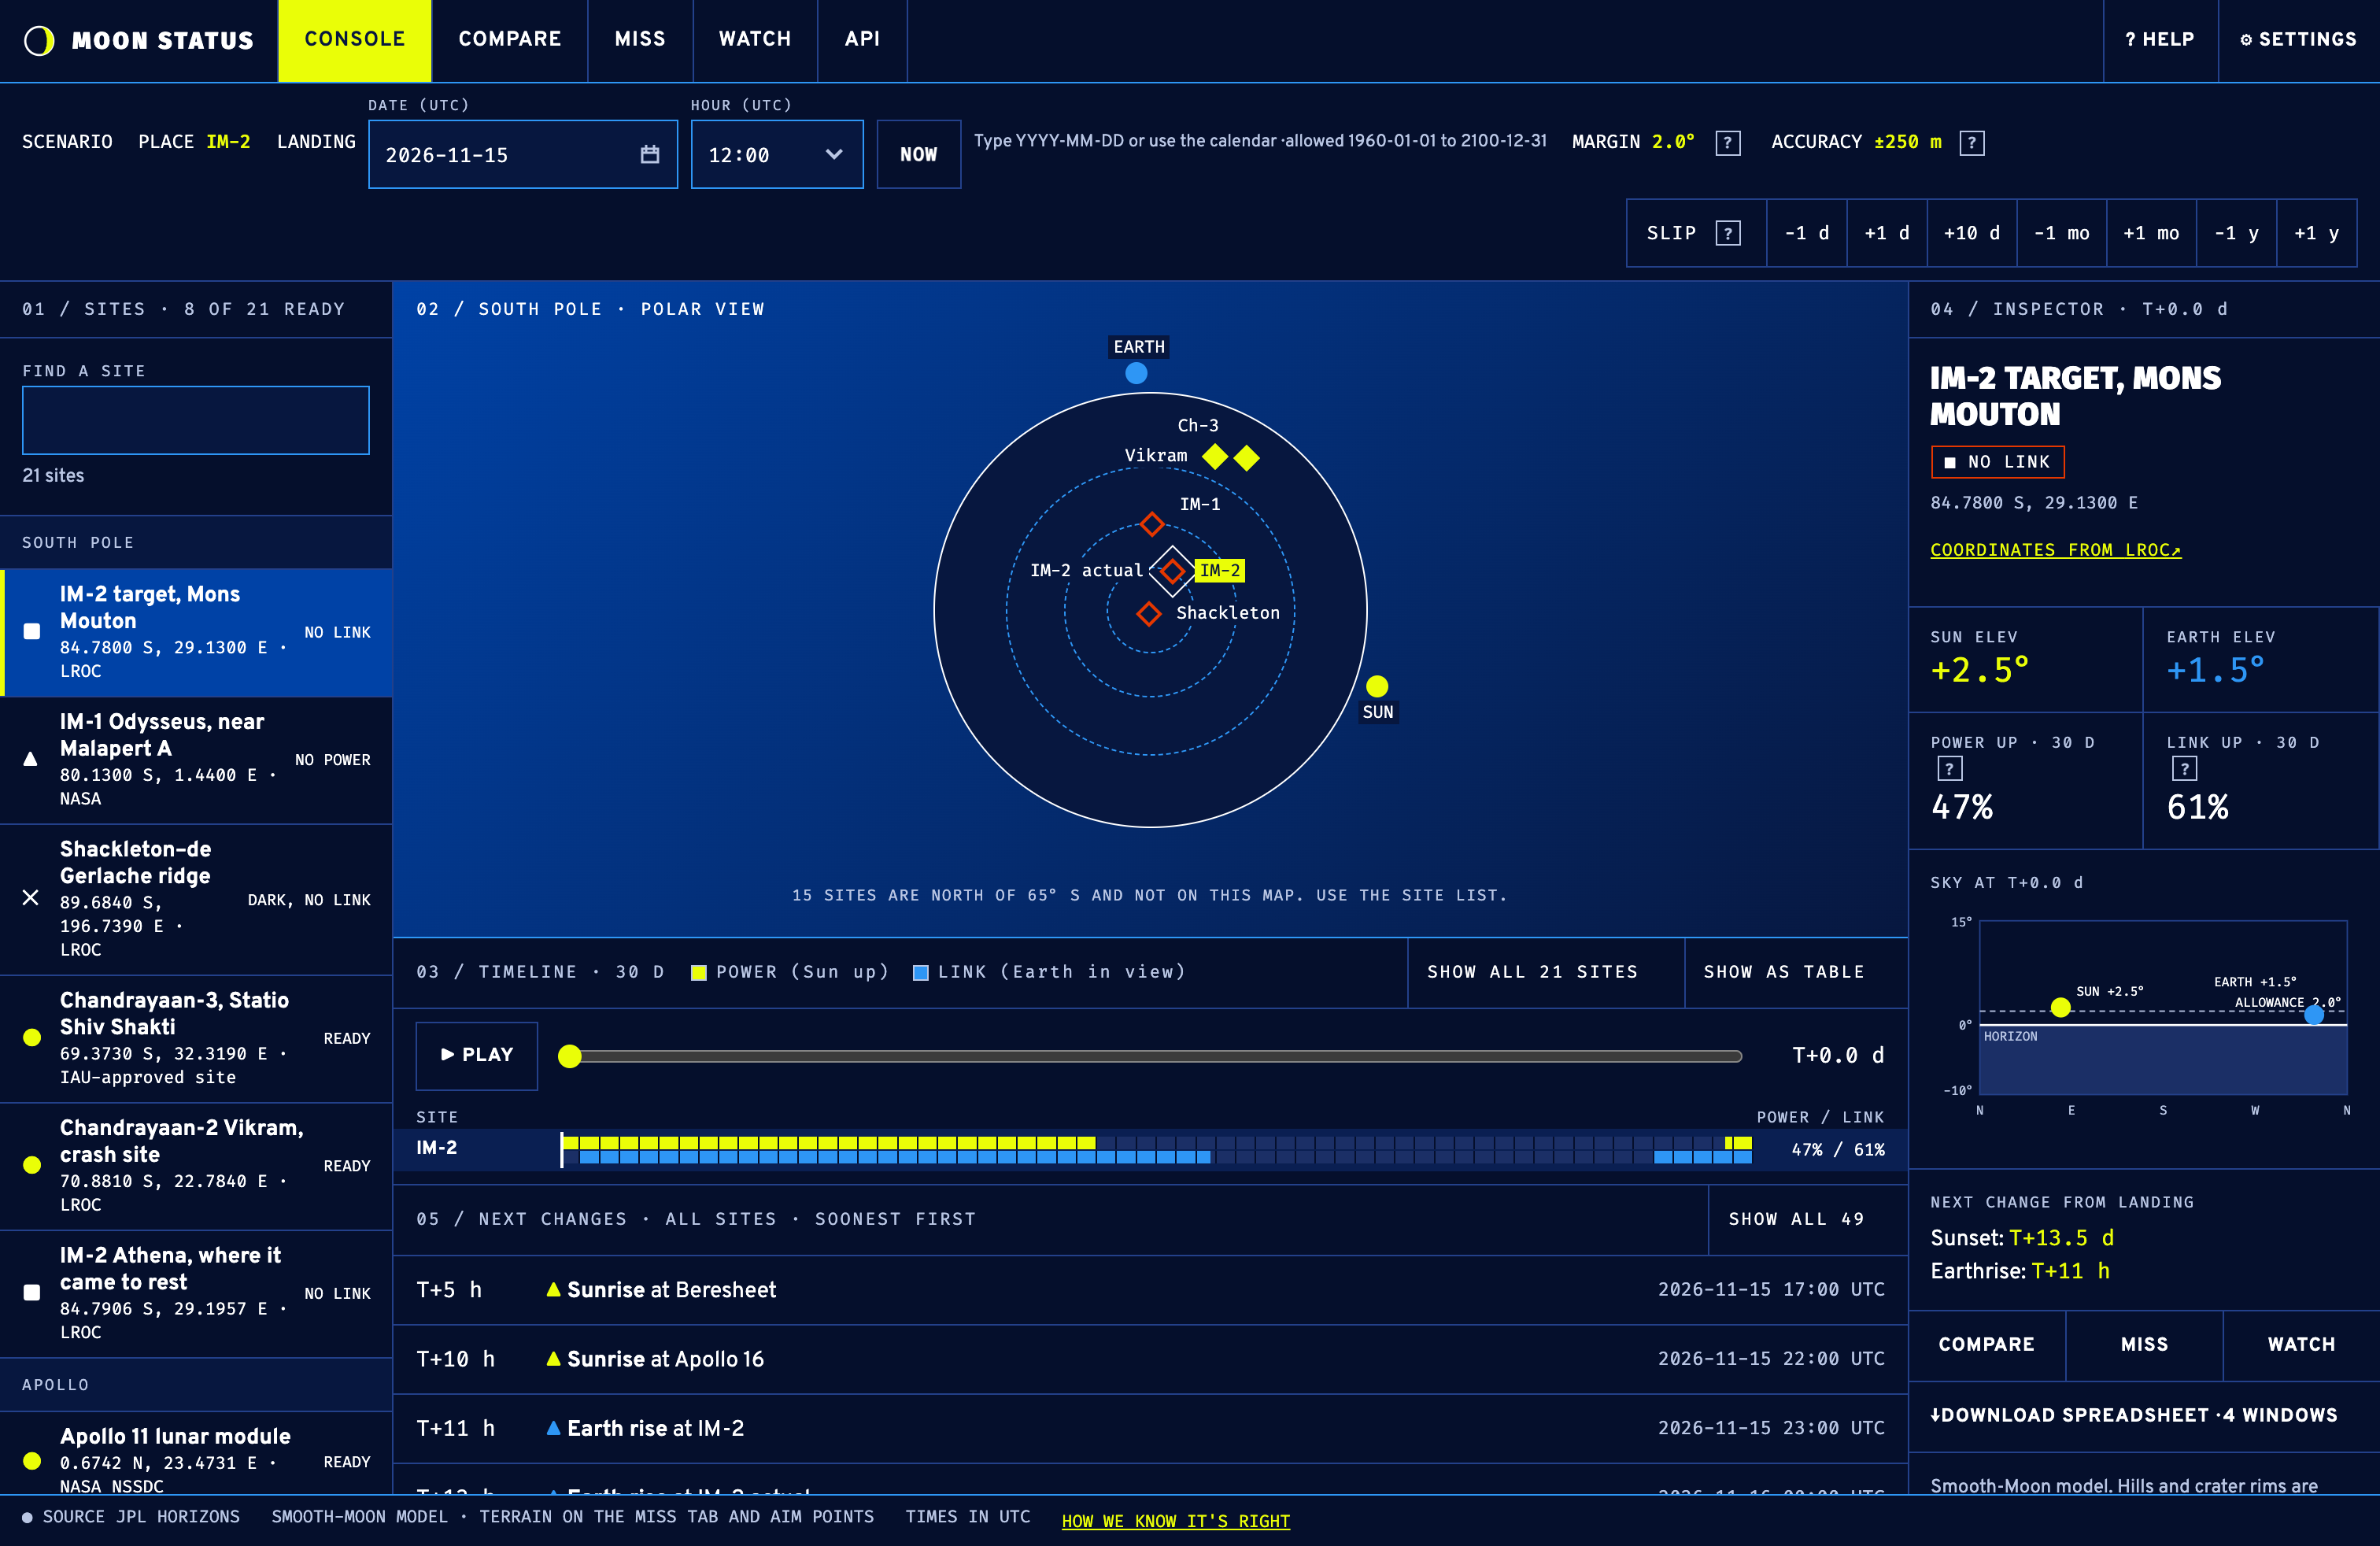 MOON STATUS
CONSOLE
COMPARE
MISS
WATCH
API
? HELP
⚙ SETTINGS
SCENARIO
PLACE IM-2
LANDING
DATE (UTC)
2026-11-15
HOUR (UTC)
12:00
NOW
Type YYYY-MM-DD or use the calendar ·allowed 1960-01-01 to 2100-12-31
MARGIN 2.0° ?
ACCURACY ±250 m ?
SLIP ?
-1 d
+1 d
+10 d
-1 mo
+1 mo
-1 y
+1 y
01 / SITES · 8 OF 21 READY
FIND A SITE
21 sites
SOUTH POLE
IM-2 target, Mons
Mouton
84.7800 S, 29.1300 E ·
LROC
NO LINK
IM-1 Odysseus, near
Malapert A
80.1300 S, 1.4400 E ·
NASA
NO POWER
Shackleton–de
Gerlache ridge
89.6840 S,
196.7390 E ·
LROC
DARK, NO LINK
Chandrayaan-3, Statio
Shiv Shakti
69.3730 S, 32.3190 E ·
IAU-approved site
READY
Chandrayaan-2 Vikram,
crash site
70.8810 S, 22.7840 E ·
LROC
READY
IM-2 Athena, where it
came to rest
84.7906 S, 29.1957 E ·
LROC
NO LINK
APOLLO
Apollo 11 lunar module
0.6742 N, 23.4731 E ·
NASA NSSDC
READY
02 / SOUTH POLE · POLAR VIEW
EARTH
Ch-3
Vikram
IM-1
IM-2 actual
IM-2
Shackleton
SUN
15 SITES ARE NORTH OF 65° S AND NOT ON THIS MAP. USE THE SITE LIST.
03 / TIMELINE · 30 D
POWER (Sun up)
LINK (Earth in view)
SHOW ALL 21 SITES
SHOW AS TABLE
PLAY
T+0.0 d
SITE
POWER / LINK
IM-2
47% / 61%
05 / NEXT CHANGES · ALL SITES · SOONEST FIRST
SHOW ALL 49
T+5 h
Sunrise at Beresheet
2026-11-15 17:00 UTC
T+10 h
Sunrise at Apollo 16
2026-11-15 22:00 UTC
T+11 h
Earth rise at IM-2
2026-11-15 23:00 UTC
04 / INSPECTOR · T+0.0 d
IM-2 TARGET, MONS
MOUTON
NO LINK
84.7800 S, 29.1300 E
COORDINATES FROM LROC↗
SUN ELEV
+2.5°
EARTH ELEV
+1.5°
POWER UP · 30 D
?
47%
LINK UP · 30 D
?
61%
SKY AT T+0.0 d
15°
SUN +2.5°
EARTH +1.5°
ALLOWANCE 2.0°
0°
HORIZON
-10°
N
E
S
W
N
NEXT CHANGE FROM LANDING
Sunset: T+13.5 d
Earthrise: T+11 h
COMPARE
MISS
WATCH
↓DOWNLOAD SPREADSHEET ·4 WINDOWS
Smooth-Moon model. Hills and crater rims are
SOURCE JPL HORIZONS
SMOOTH-MOON MODEL · TERRAIN ON THE MISS TAB AND AIM POINTS
TIMES IN UTC
HOW WE KNOW IT'S RIGHT